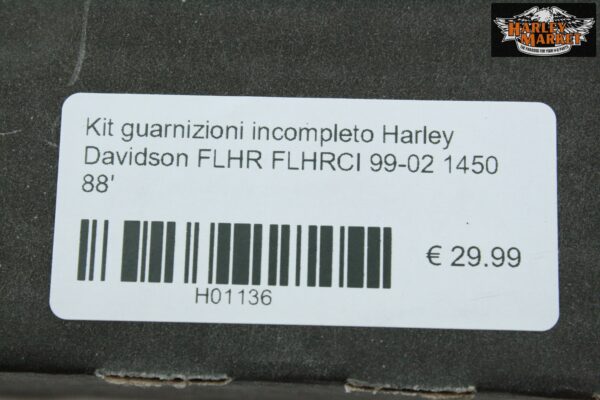 HARLEY
MARKET
Kit guarnizioni incompleto Harley
Davidson FLHR FLHRCI 99-02 1450
88'
€ 29.99
H01136